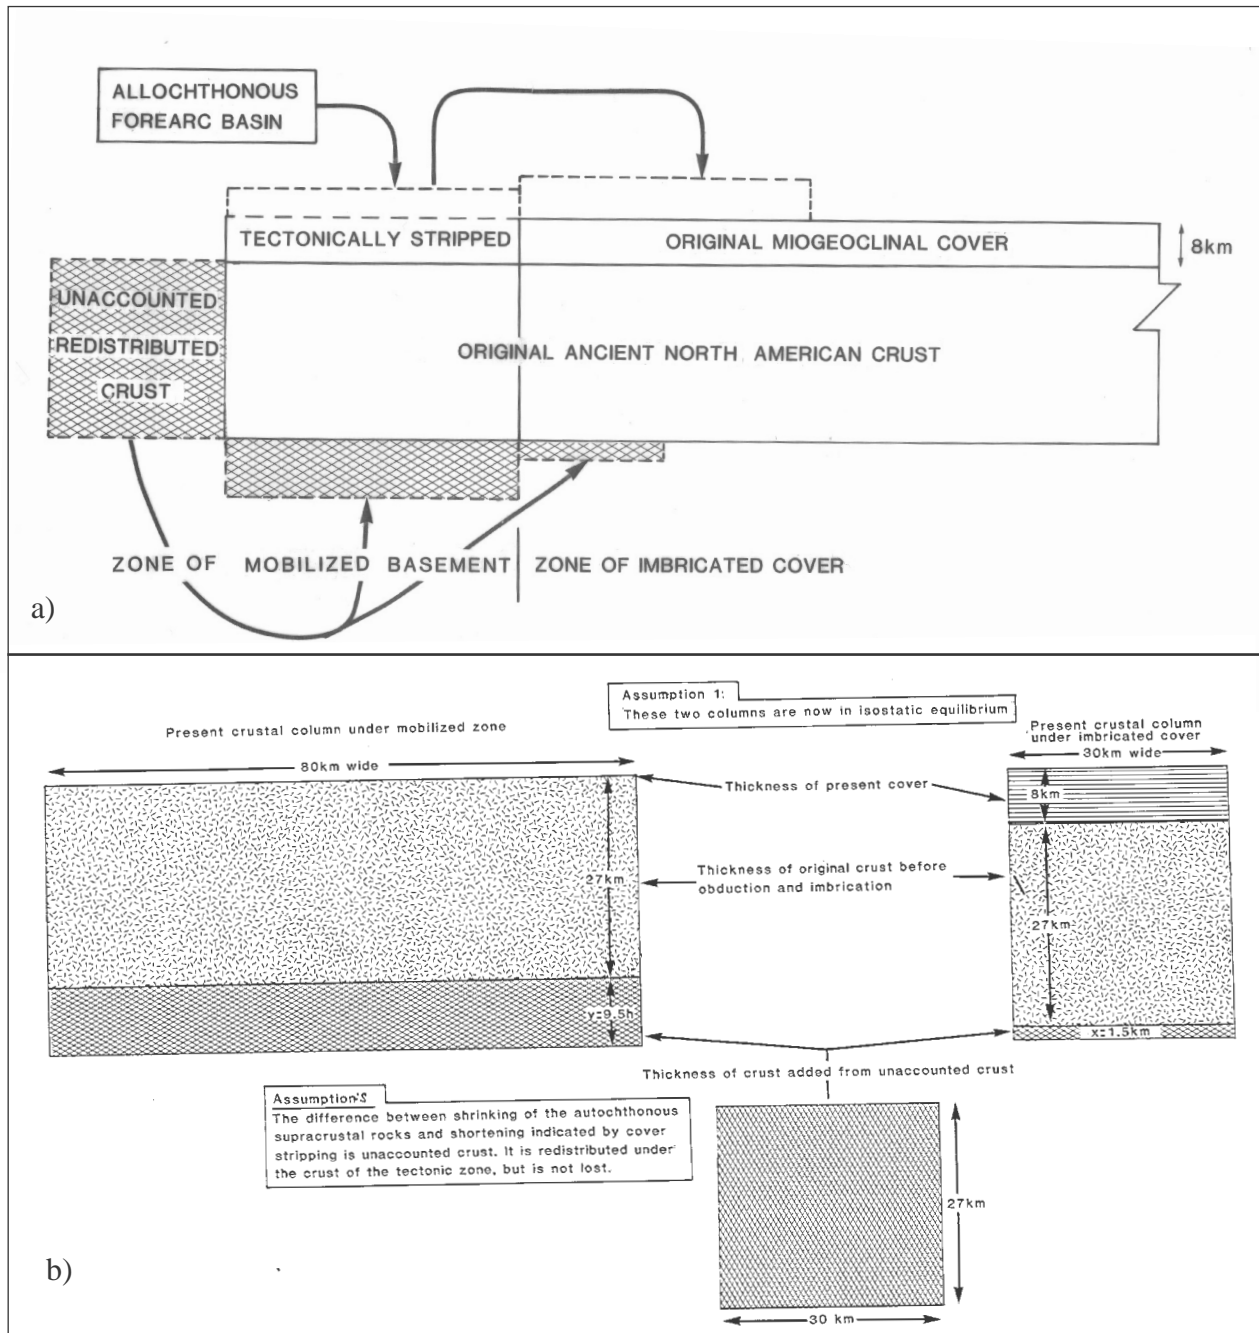 ALLOCHTHONOUS
FOREARC BASIN
TECTONICALLY STRIPPED
ORIGINAL MIOGEOCLINAL COVER
8km
UNACCOUNTED
REDISTRIBUTED
CRUST
ORIGINAL ANCIENT NORTH AMERICAN CRUST
ZONE OF MOBILIZED BASEMENT
ZONE OF IMBRICATED COVER
a)
Assumption 1:
These two columns are now in isostatic equilibrium
Present crustal column under mobilized zone
Present crustal column
under imbricated cover
80km wide
30km wide
Thickness of present cover
8km
27km
Thickness of original crust before
obduction and imbrication
27km
y=9.5h
x=1.5km
Thickness of crust added from unaccounted crust
Assumption's
The difference between shrinking of the autochthonous
supracrustal rocks and shortening indicated by cover
stripping is unaccounted crust. It is redistributed under
the crust of the tectonic zone, but is not lost.
27km
30 km
b)